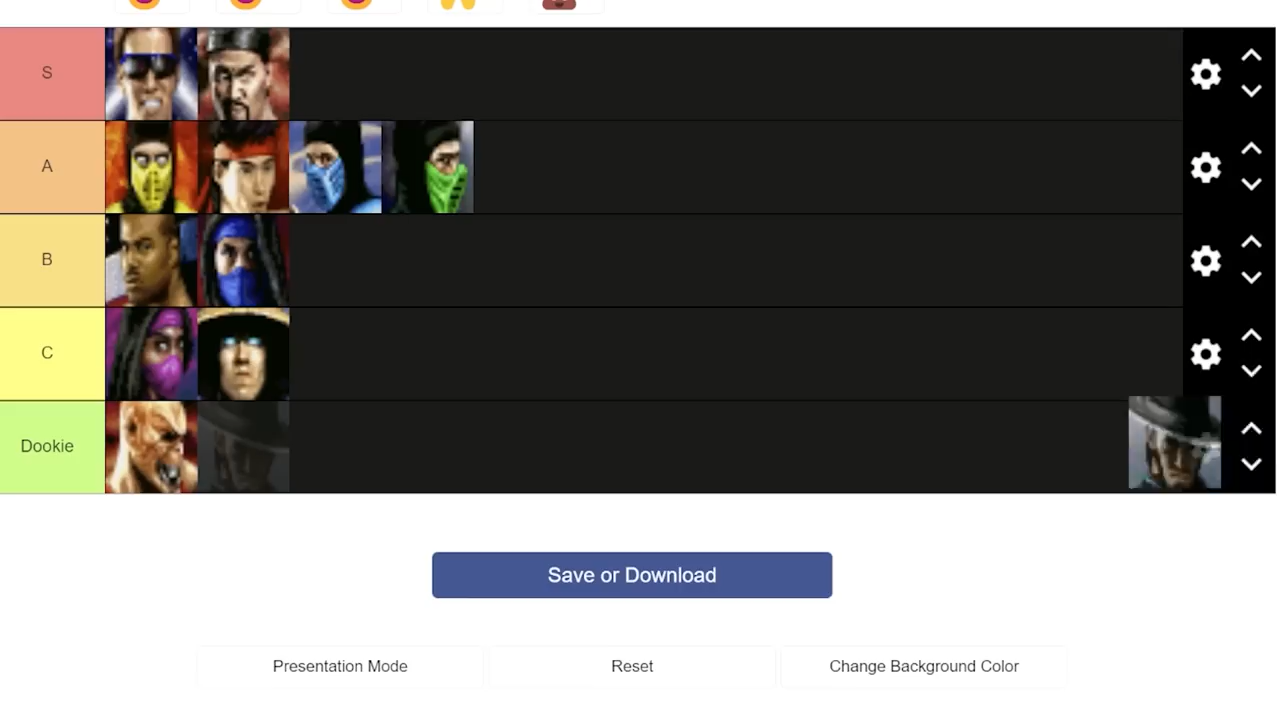 S
A
B
C
Dookie
Save or Download
Presentation Mode
Reset
Change Background Color